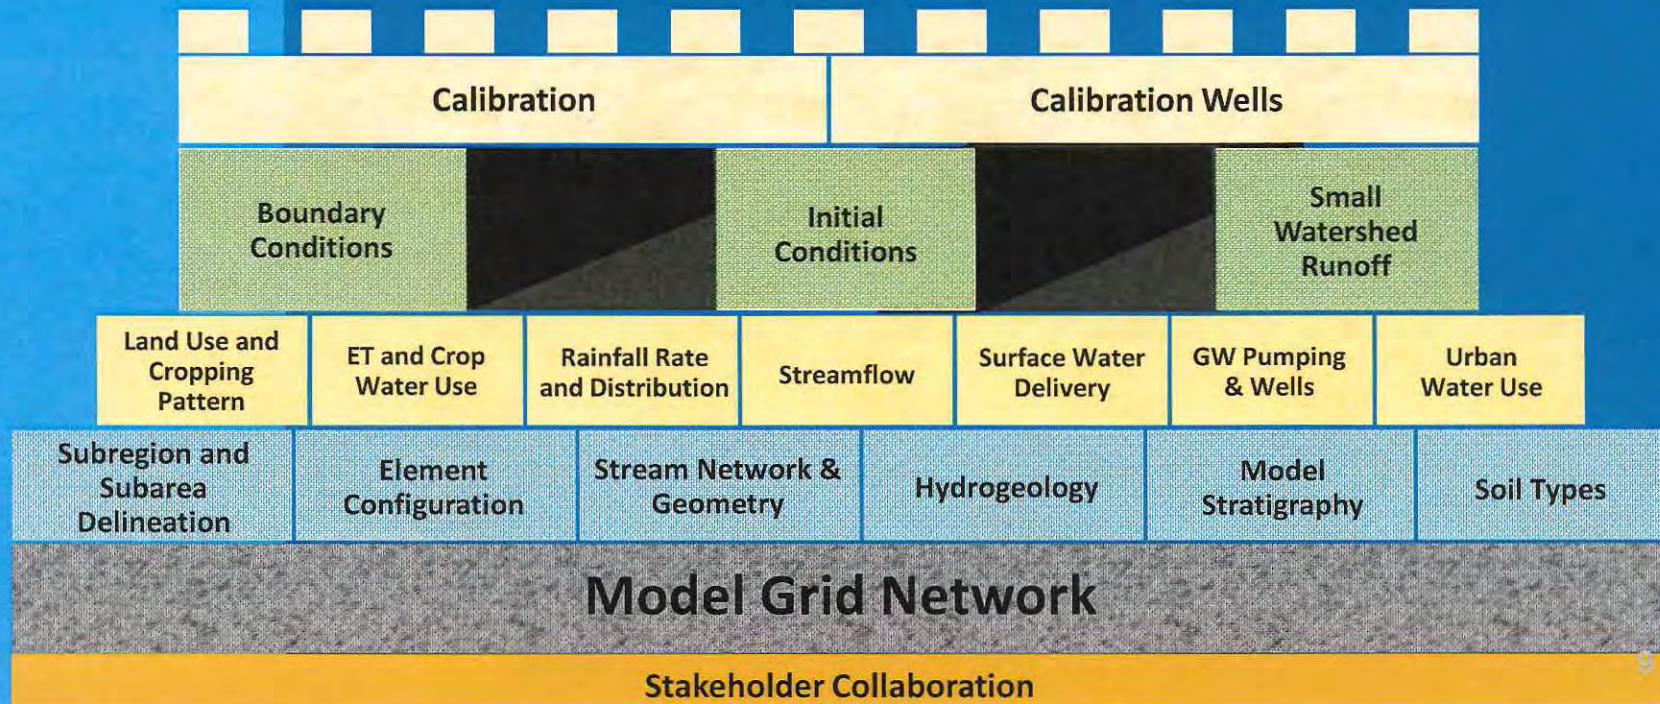 Calibration
Calibration Wells
Boundary
Conditions
Initial
Conditions
Small
Watershed
Runoff
Land Use and
Cropping
Pattern
ET and Crop
Water Use
Rainfall Rate
and Distribution
Streamflow
Surface Water
Delivery
GW Pumping
& Wells
Urban
Water Use
Subregion and
Subarea
Delineation
Element
Configuration
Stream Network &
Geometry
Hydrogeology
Model
Stratigraphy
Soil Types
Model Grid Network
9
Stakeholder Collaboration